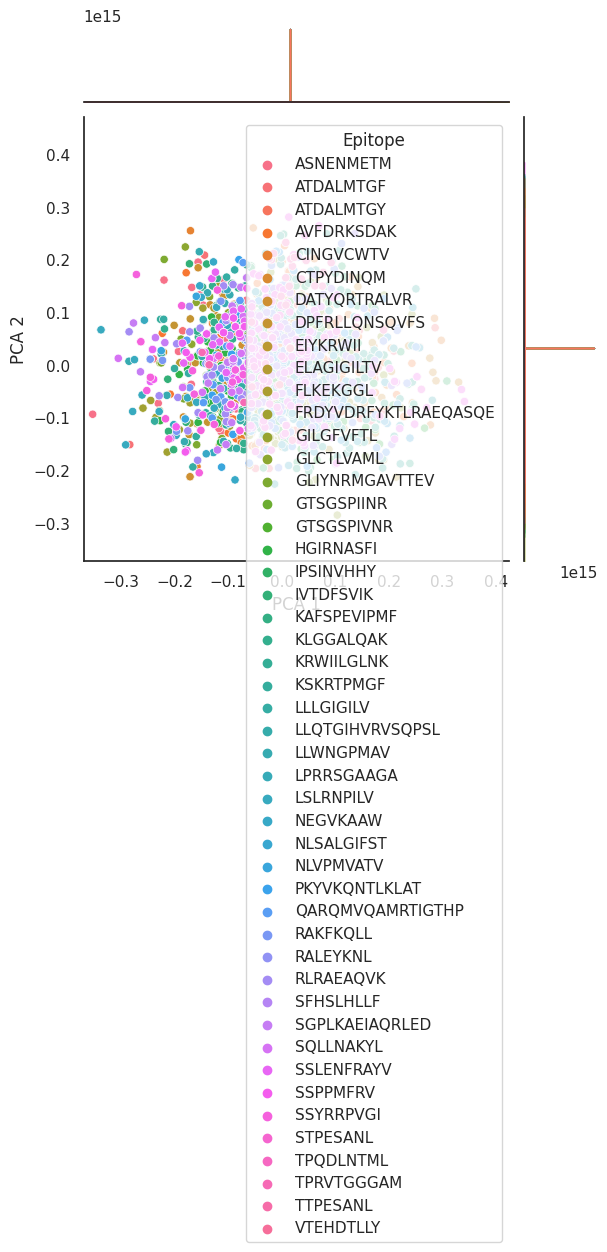 1e15
Epitope
ASNENMETM
ATDALMTGF
ATDALMTGY
AVFDRKSDAK
CINGVCWTV
CTPYDINQM
DATYQRTRALVR
DPFRLLQNSQVFS
EIYKRWII
ELAGIGILTV
FLKEKGGL
FRDYVDRFYKTLRAEQASQE
GILGFVFTL
GLCTLVAML
GLIYNRMGAVTTEV
GTSGSPIINR
GTSGSPIVNR
HGIRNASFI
IPSINVHHY
IVTDFSVIK
KAFSPEVIPMF
KLGGALQAK
KRWIILGLNK
KSKRTPMGF
LLLGIGILV
LLQTGIHVRVSQPSL
LLWNGPMAV
LPRRSGAAGA
LSLRNPILV
NEGVKAAW
NLSALGIFST
NLVPMVATV
PKYVKQNTLKLAT
QARQMVQAMRTIGTHP
RAKFKQLL
RALEYKNL
RLRAEAQVK
SFHSLHLLF
SGPLKAEIAQRLED
SQLLNAKYL
SSLENFRAYV
SSPPMFRV
SSYRRPVGI
STPESANL
TPQDLNTML
TPRVTGGGAM
TTPESANL
VTEHDTLLY
PCA 2
0.4
0.3
0.2
0.1
0.0
−0.1
−0.2
−0.3
−0.3 −0.2 −0.1 0.0 0.1 0.2 0.3 0.4
1e15
PCA 1